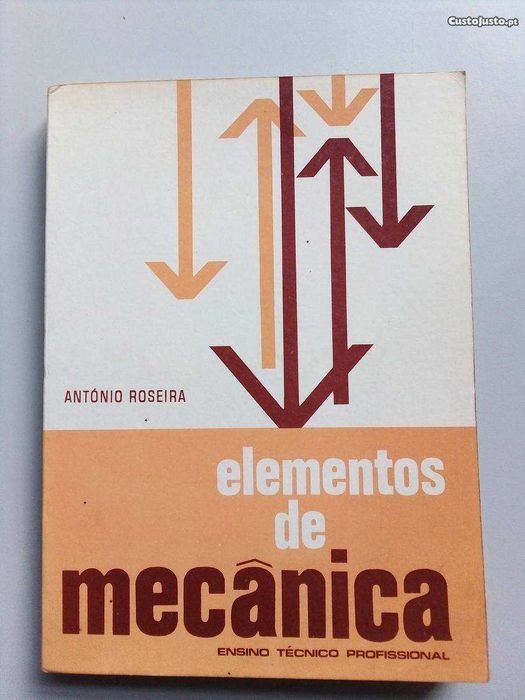 CustoJusto.pt
ANTÓNIO ROSEIRA
elementos
de
mecânica
ENSINO TÉCNICO PROFISSIONAL